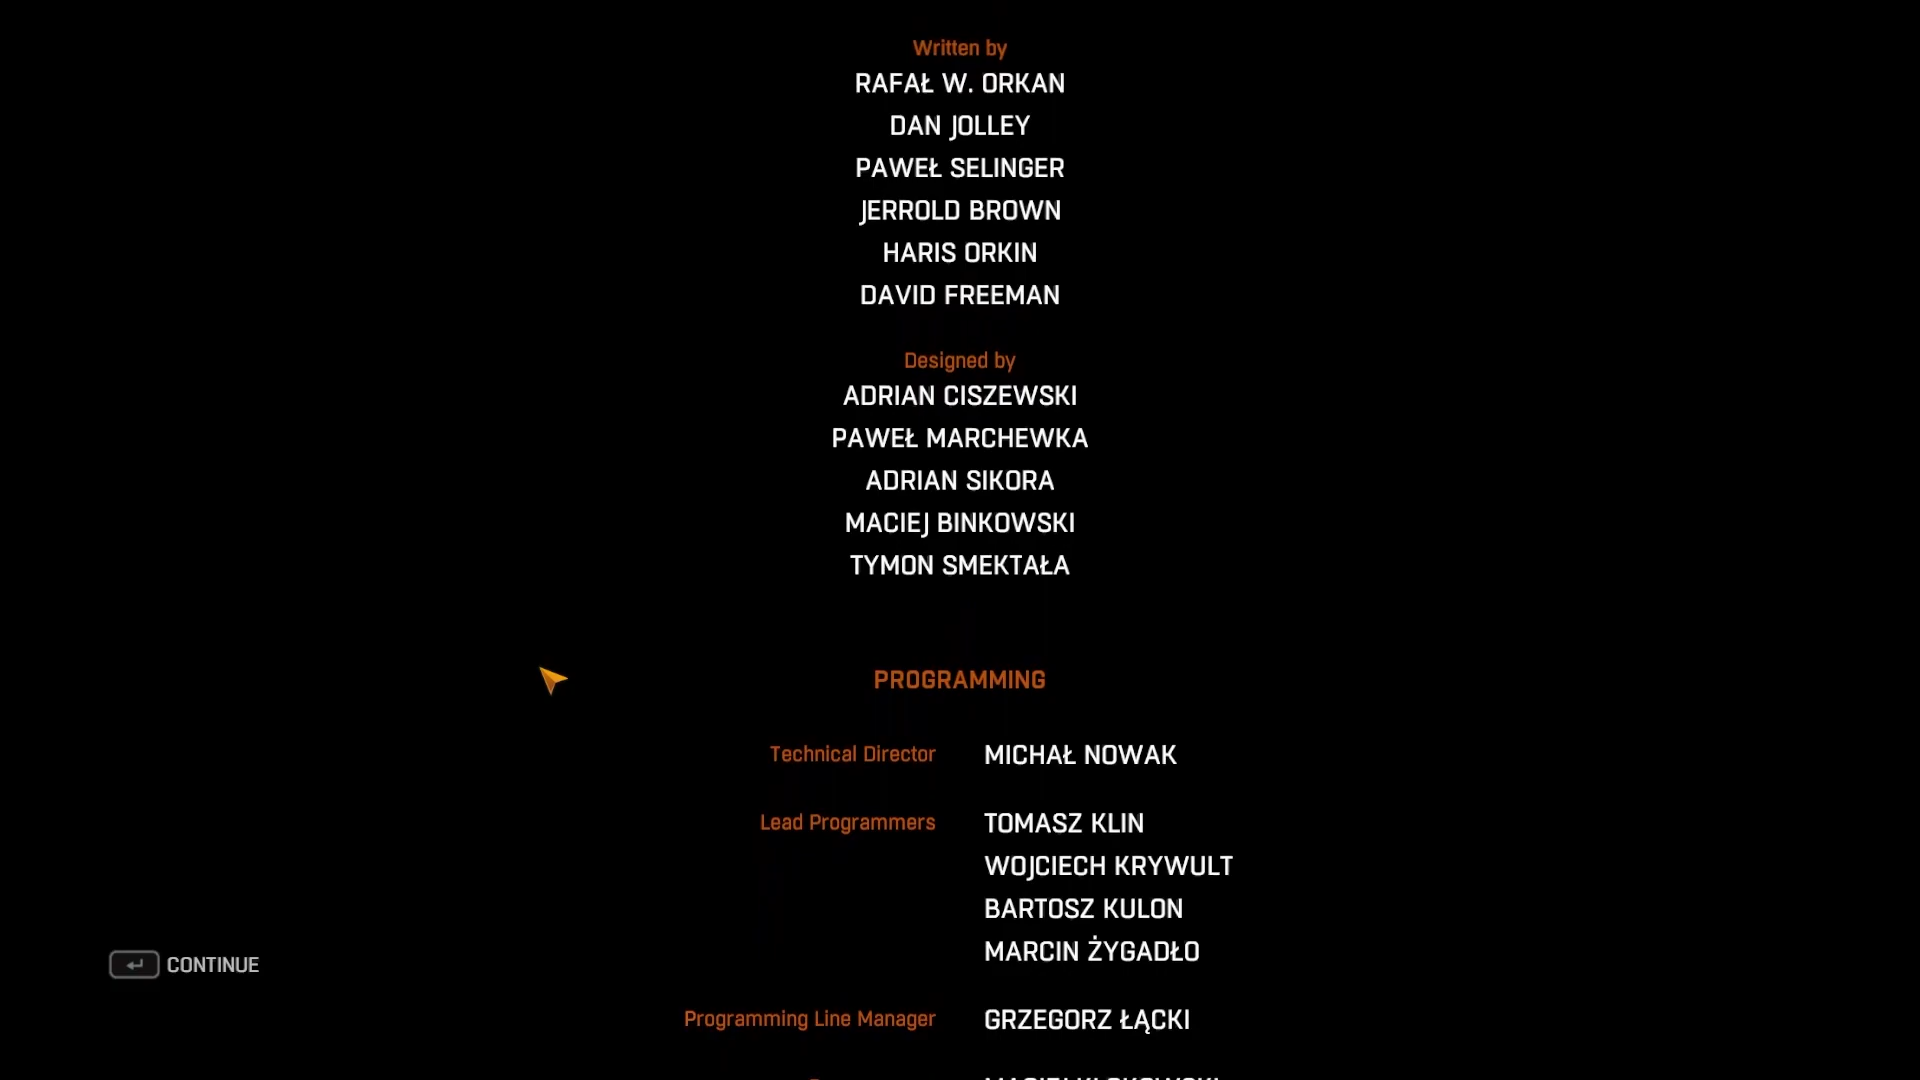 Written by
RAFAŁ W. ORKAN
DAN JOLLEY
PAWEŁ SELINGER
JERROLD BROWN
HARIS ORKIN
DAVID FREEMAN
Designed by
ADRIAN CISZEWSKI
PAWEŁ MARCHEWKA
ADRIAN SIKORA
MACIEJ BINKOWSKI
TYMON SMEKTAŁA
PROGRAMMING
Technical Director MICHAŁ NOWAK
Lead Programmers TOMASZ KLIN
WOJCIECH KRYWULT
BARTOSZ KULON
MARCIN ŻYGADŁO
CONTINUE
Programming Line Manager GRZEGORZ ŁĄCKI